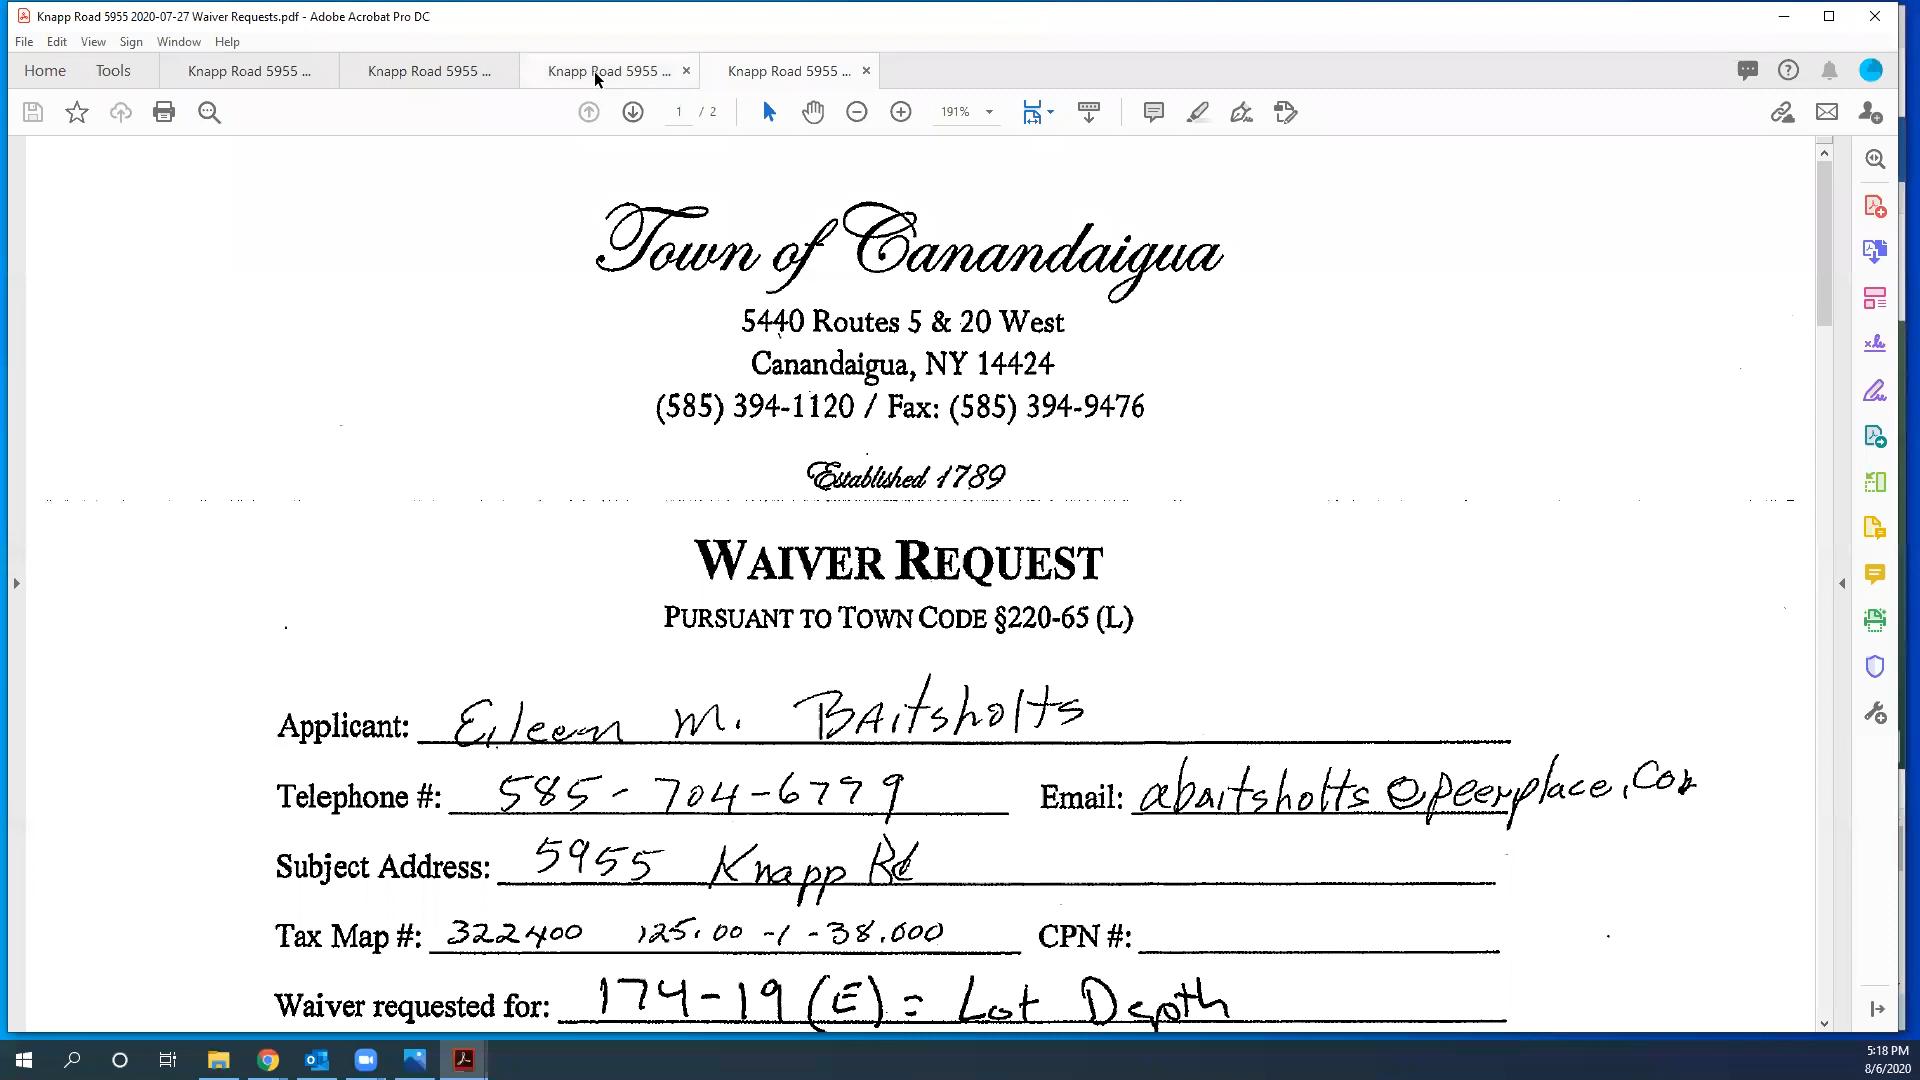 Knapp Road 5955 2020-07-27 Waiver Requests.pdf - Adobe Acrobat Pro DC
File Edit View Sign Window Help
Home Tools Knapp Road 5955 ... Knapp Road 5955 ... Knapp Road 5955 ... Knapp Road 5955 ...
1 / 2 191%
Town of Canandaigua
5440 Routes 5 & 20 West
Canandaigua, NY 14424
(585) 394-1120 / Fax: (585) 394-9476
Established 1789
WAIVER REQUEST
PURSUANT TO TOWN CODE §220-65 (L)
Applicant: Eileen M. BAitsholts
Telephone #: 585-704-6779 Email: abaitsholts@peerplace.com
Subject Address: 5955 Knapp Rd
Tax Map #: 322400 125.00-1-38.000 CPN #:
Waiver requested for: 174-19 (E) = Lot Depth
5:18 PM
8/6/2020